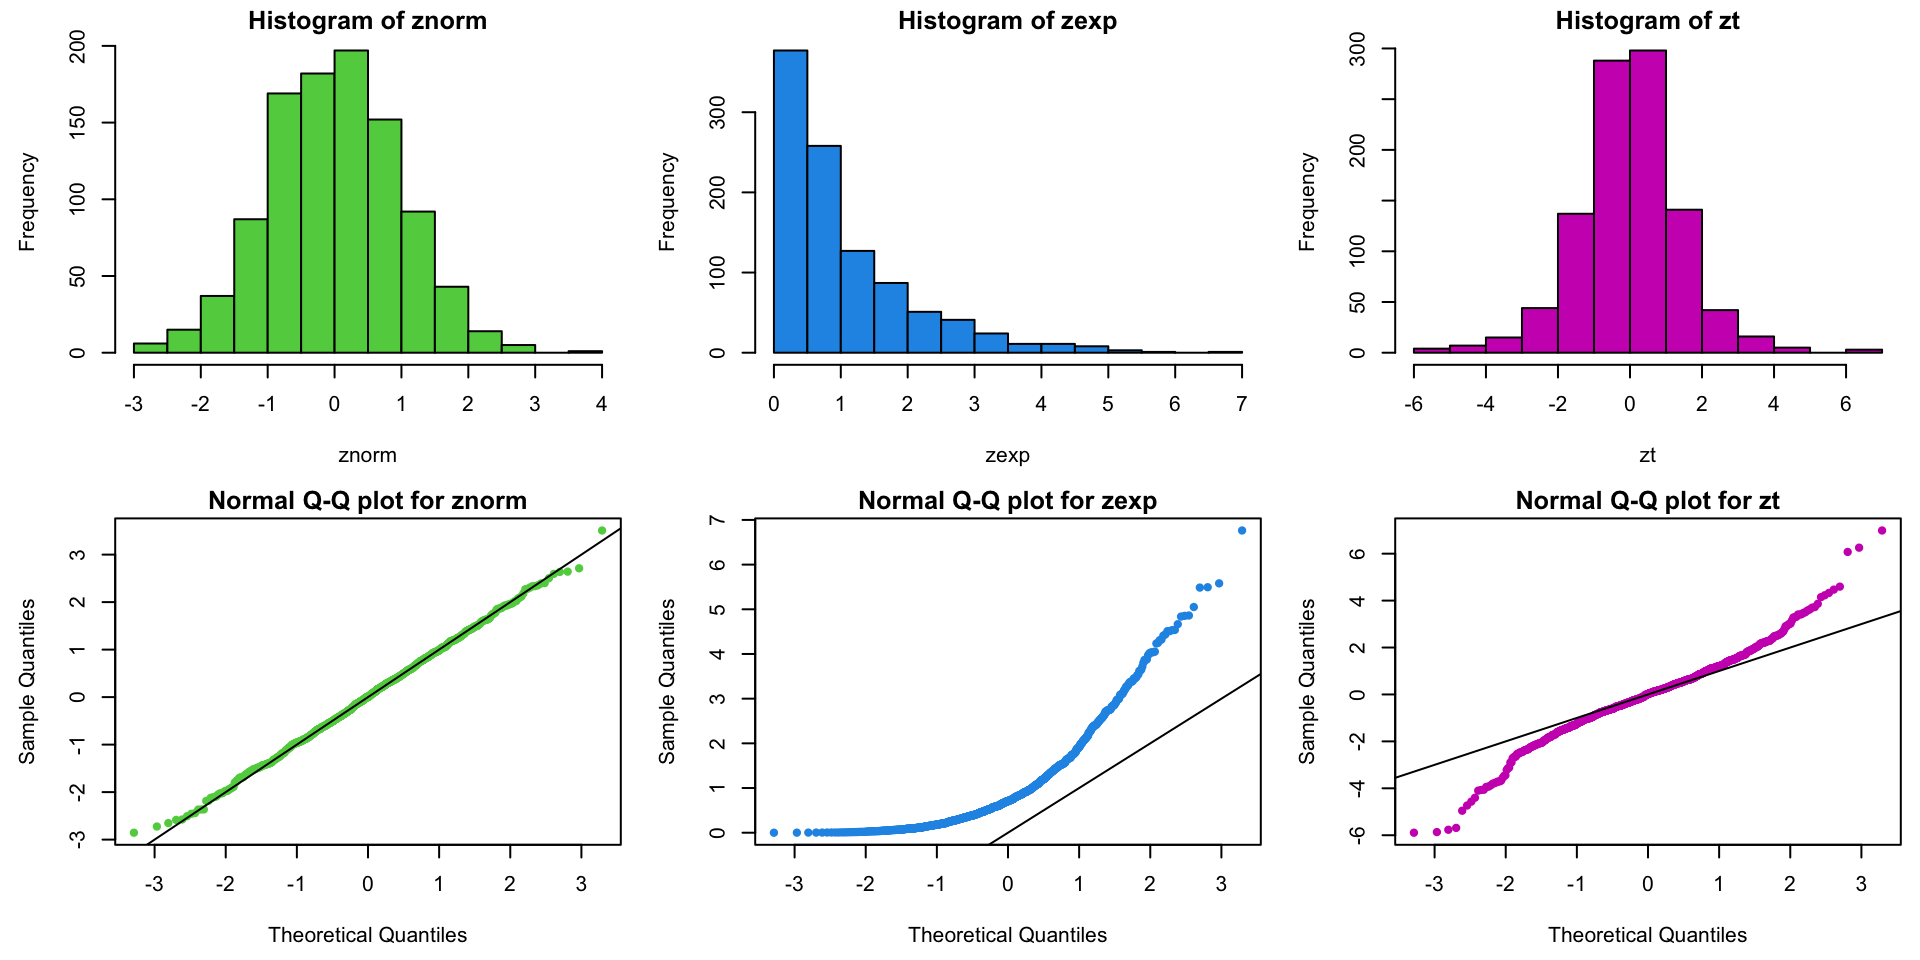 Histogram of znorm
Frequency
0 50 100 150 200
-3 -2 -1 0 1 2 3 4
znorm
Histogram of zexp
Frequency
0 100 200 300
0 1 2 3 4 5 6 7
zexp
Histogram of zt
Frequency
0 50 100 200 300
-6 -4 -2 0 2 4 6
zt
Normal Q-Q plot for znorm
Sample Quantiles
-3 -2 -1 0 1 2 3
-3 -2 -1 0 1 2 3
Theoretical Quantiles
Normal Q-Q plot for zexp
Sample Quantiles
0 1 2 3 4 5 6 7
-3 -2 -1 0 1 2 3
Theoretical Quantiles
Normal Q-Q plot for zt
Sample Quantiles
-6 -4 -2 0 2 4 6
-3 -2 -1 0 1 2 3
Theoretical Quantiles